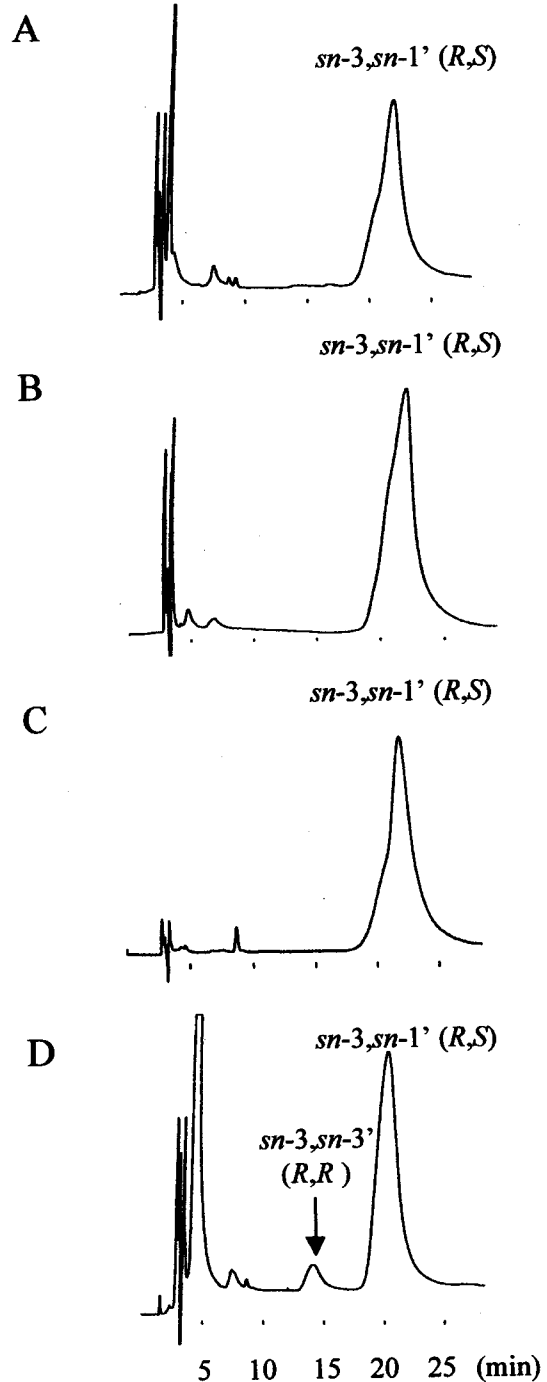 A
sn-3,sn-1’ (R,S)
B
sn-3,sn-1’ (R,S)
C
sn-3,sn-1’ (R,S)
D
sn-3,sn-1’ (R,S)
sn-3,sn-3’
(R,R )
5 10 15 20 25 (min)